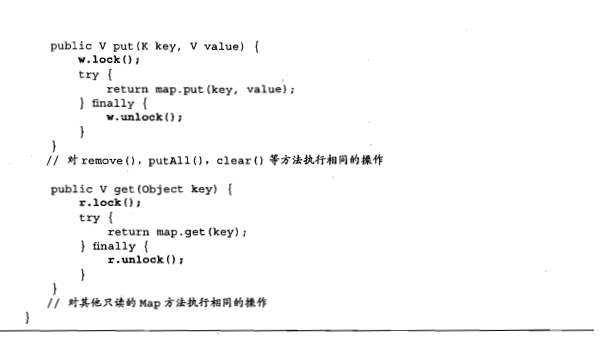 public V put(K key, V value) {
w.lock();
try {
return map.put(key, value);
} finally {
w.unlock();
}
}
// 对 remove(), putAll(), clear() 等方法执行相同的操作
public V get(Object key) {
r.lock();
try {
return map.get(key);
} finally {
r.unlock();
}
}
// 对其他只读的 Map 方法执行相同的操作
}